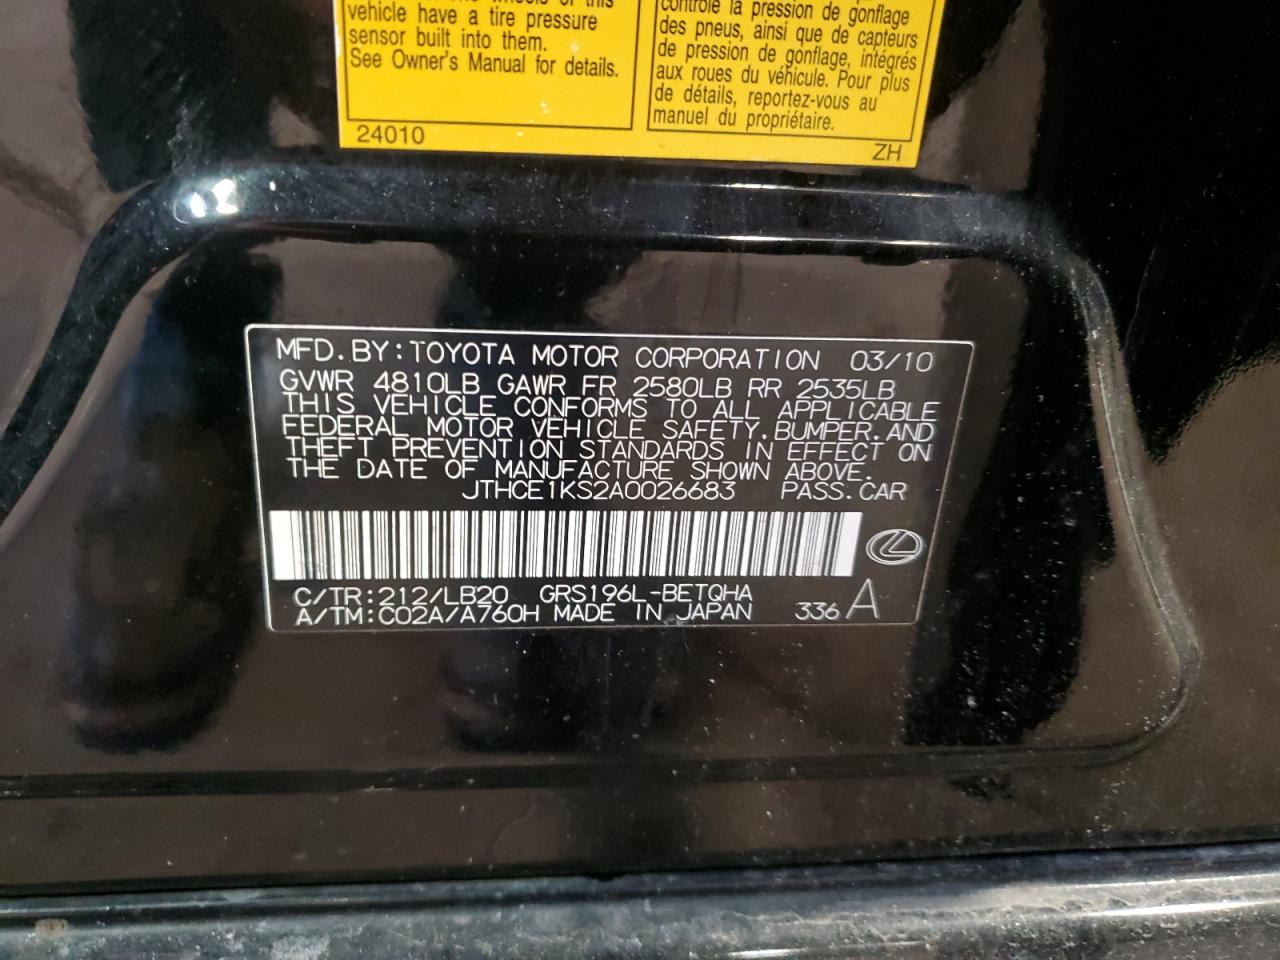 vehicle have a tire pressure
sensor built into them.
See Owner's Manual for details.
24010
contrôle la pression de gonflage
des pneus, ainsi que de capteurs
de pression de gonflage, intégrés
aux roues du véhicule. Pour plus
de détails, reportez-vous au
manuel du propriétaire.
ZH
MFD.BY:TOYOTA MOTOR CORPORATION 03/10
GVWR 4810LB GAWR FR 2580LB RR 2535LB
THIS VEHICLE CONFORMS TO ALL APPLICABLE
FEDERAL MOTOR VEHICLE SAFETY,BUMPER,AND
THEFT PREVENTION STANDARDS IN EFFECT ON
THE DATE OF MANUFACTURE SHOWN ABOVE.
JTHCE1KS2A0026683 PASS.CAR
C/TR:212/LB20 GRS196L-BETQHA
A/TM:C02A/A760H MADE IN JAPAN 336 A